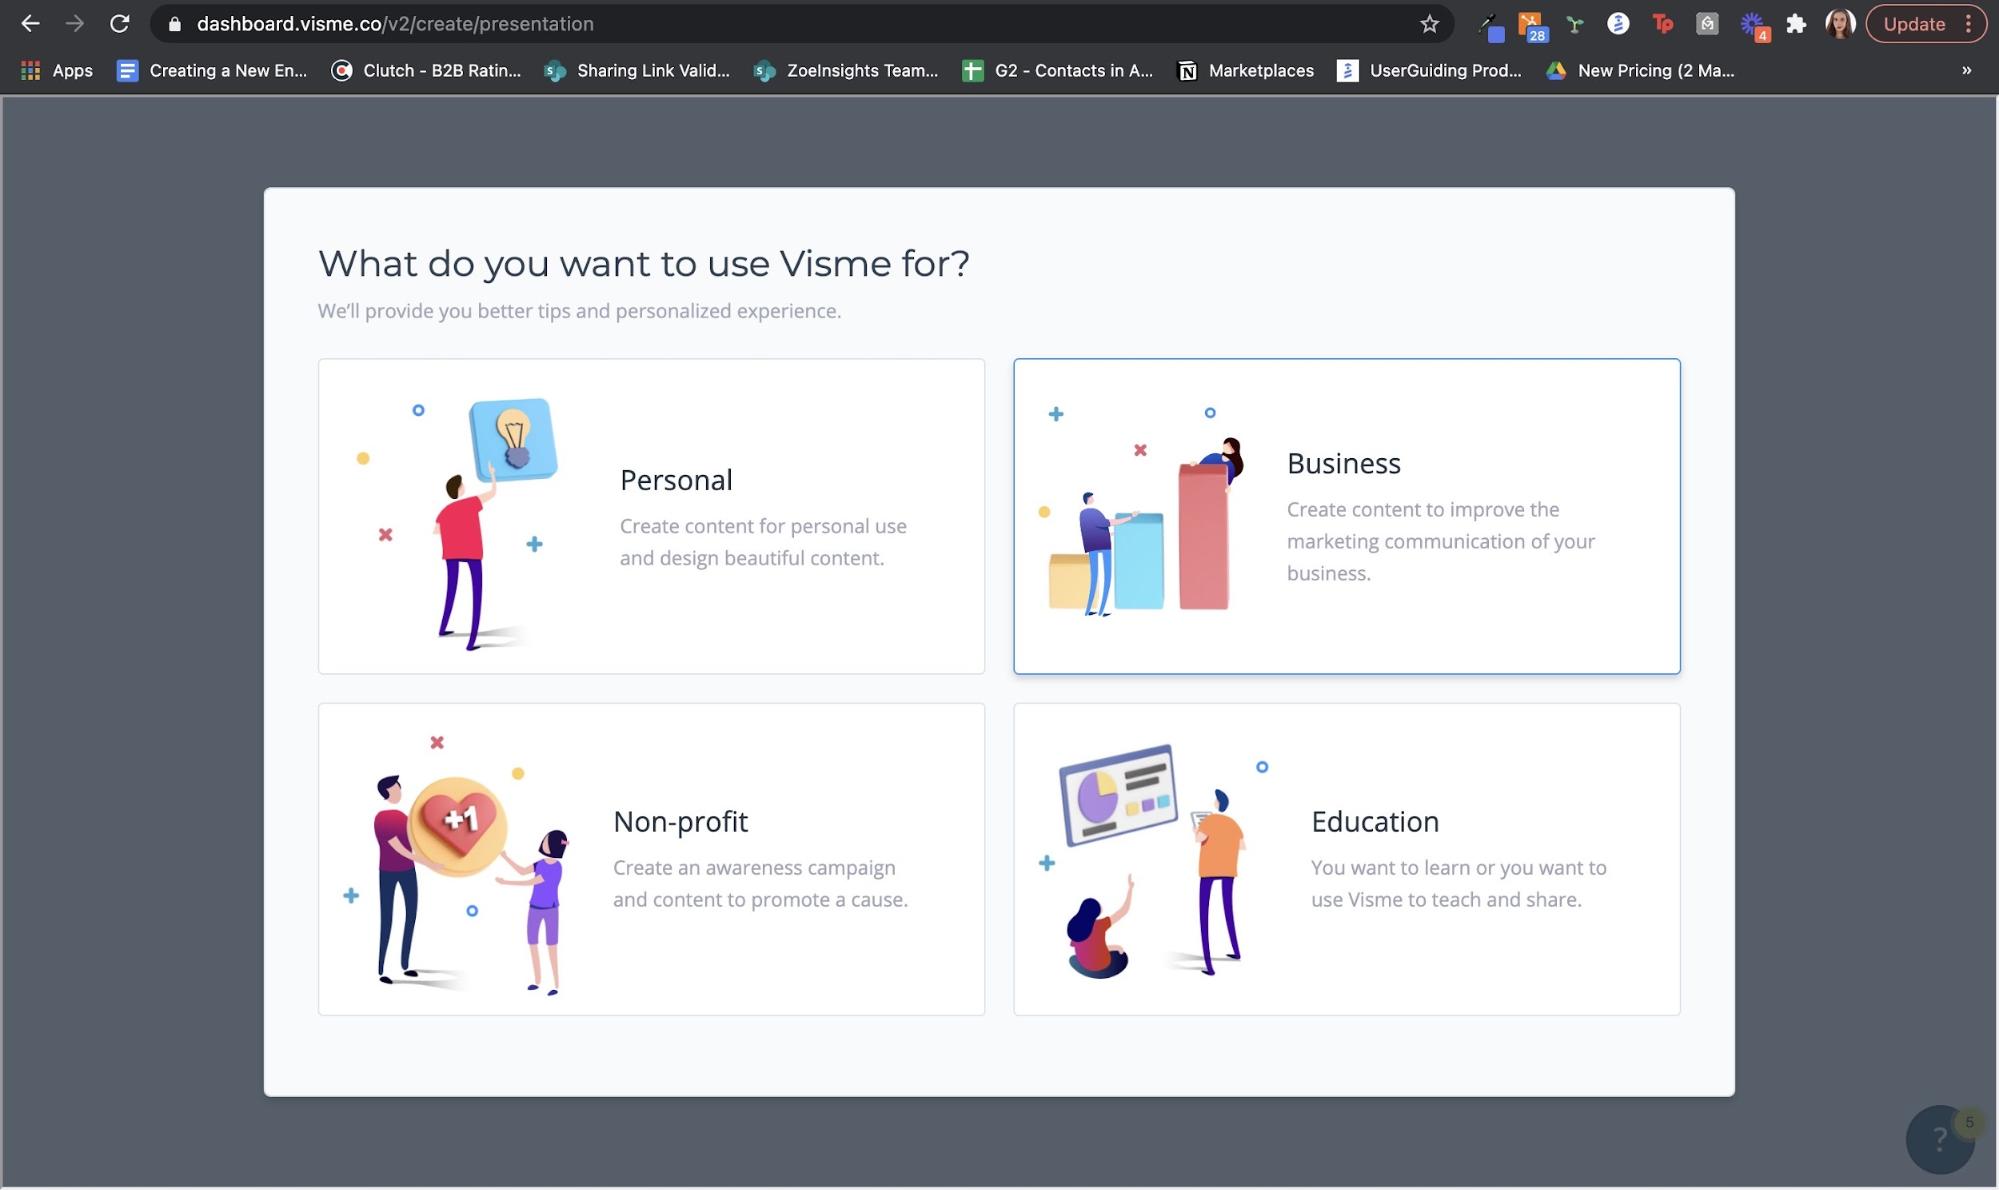 dashboard.visme.co/v2/create/presentation
28
Tp
4
Update
Apps
Creating a New En...
Clutch - B2B Ratin...
Sharing Link Valid...
ZoeInsights Team...
G2 - Contacts in A...
Marketplaces
UserGuiding Prod...
New Pricing (2 Ma...
»
What do you want to use Visme for?
We'll provide you better tips and personalized experience.
Personal
Create content for personal use
and design beautiful content.
Business
Create content to improve the
marketing communication of your
business.
+1
Non-profit
Create an awareness campaign
and content to promote a cause.
Education
You want to learn or you want to
use Visme to teach and share.
?
5